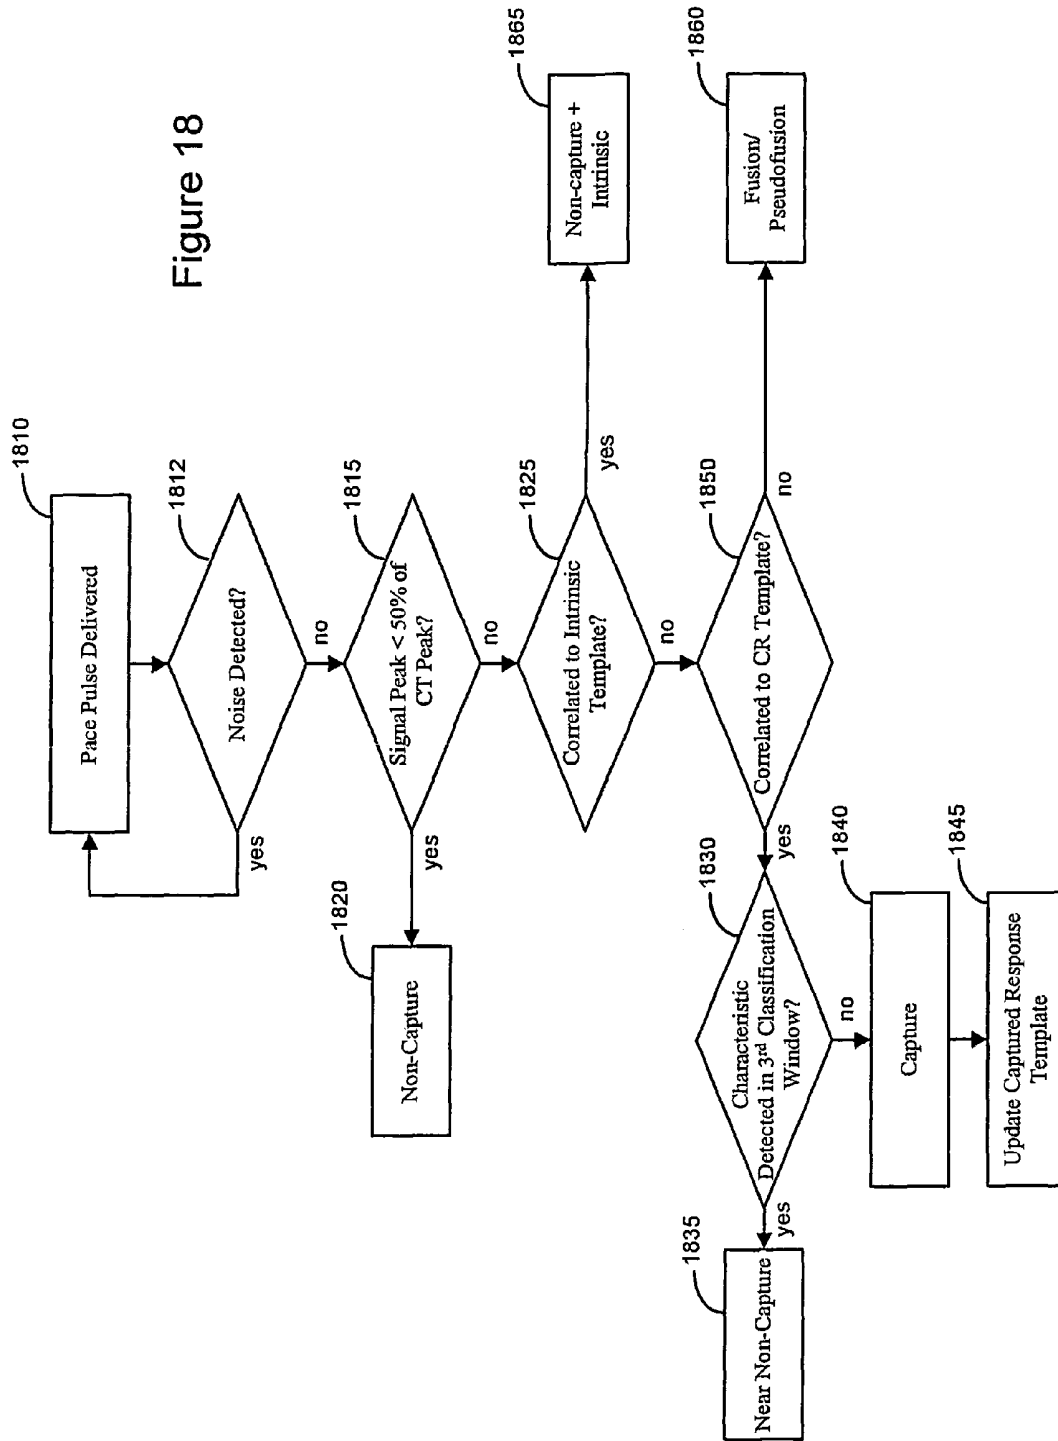 Figure 18
1810
Pace Pulse Delivered
1812
Noise Detected?
yes
no
1815
Signal Peak < 50% of
CT Peak?
yes
no
1820
Non-Capture
1825
Correlated to Intrinsic
Template?
yes
no
1865
Non-capture +
Intrinsic
1850
Correlated to CR Template?
no
yes
1860
Fusion/
Pseudofusion
1830
Characteristic
Detected in 3rd Classification
Window?
yes
no
1835
Near Non-Capture
1840
Capture
1845
Update Captured Response
Template